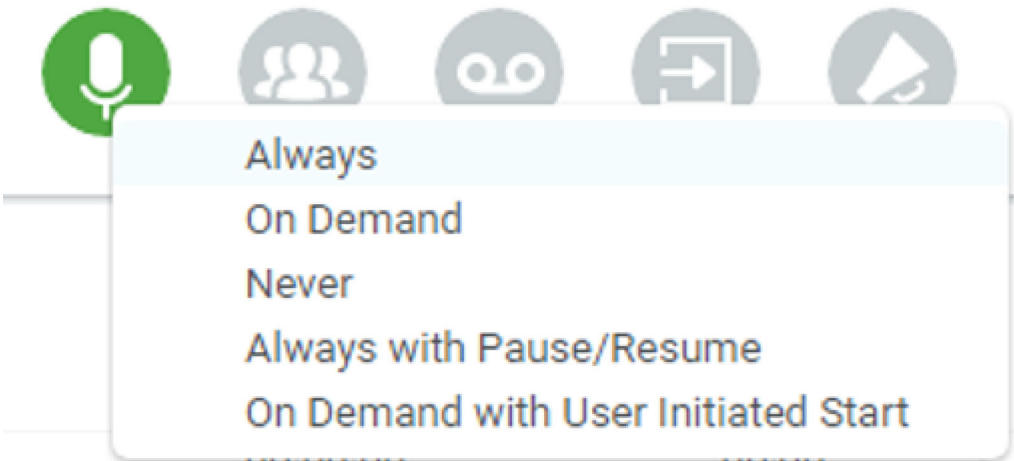 Always
On Demand
Never
Always with Pause/Resume
On Demand with User Initiated Start